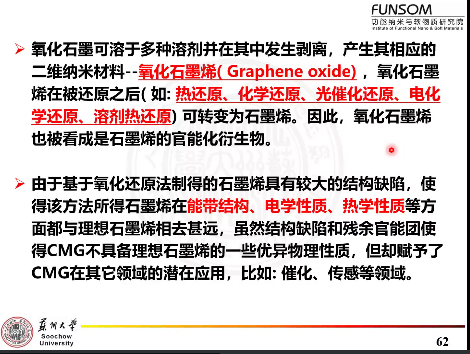 FUNSOM
功能纳米与软物质研究院
Institute of Functional Nano & Soft Materials
➢ 氧化石墨可溶于多种溶剂并在其中发生剥离，产生其相应的
二维纳米材料--氧化石墨烯( Graphene oxide) ，氧化石墨
烯在被还原之后( 如: 热还原、化学还原、光催化还原、电化
学还原、溶剂热还原) 可转变为石墨烯。因此，氧化石墨烯
也被看成是石墨烯的官能化衍生物。
➢ 由于基于氧化还原法制得的石墨烯具有较大的结构缺陷，使
得该方法所得石墨烯在能带结构、电学性质、热学性质等方
面都与理想石墨烯相去甚远，虽然结构缺陷和残余官能团使
得CMG不具备理想石墨烯的一些优异物理性质，但却赋予了
CMG在其它领域的潜在应用，比如: 催化、传感等领域。
苏州大学
Soochow
University
62